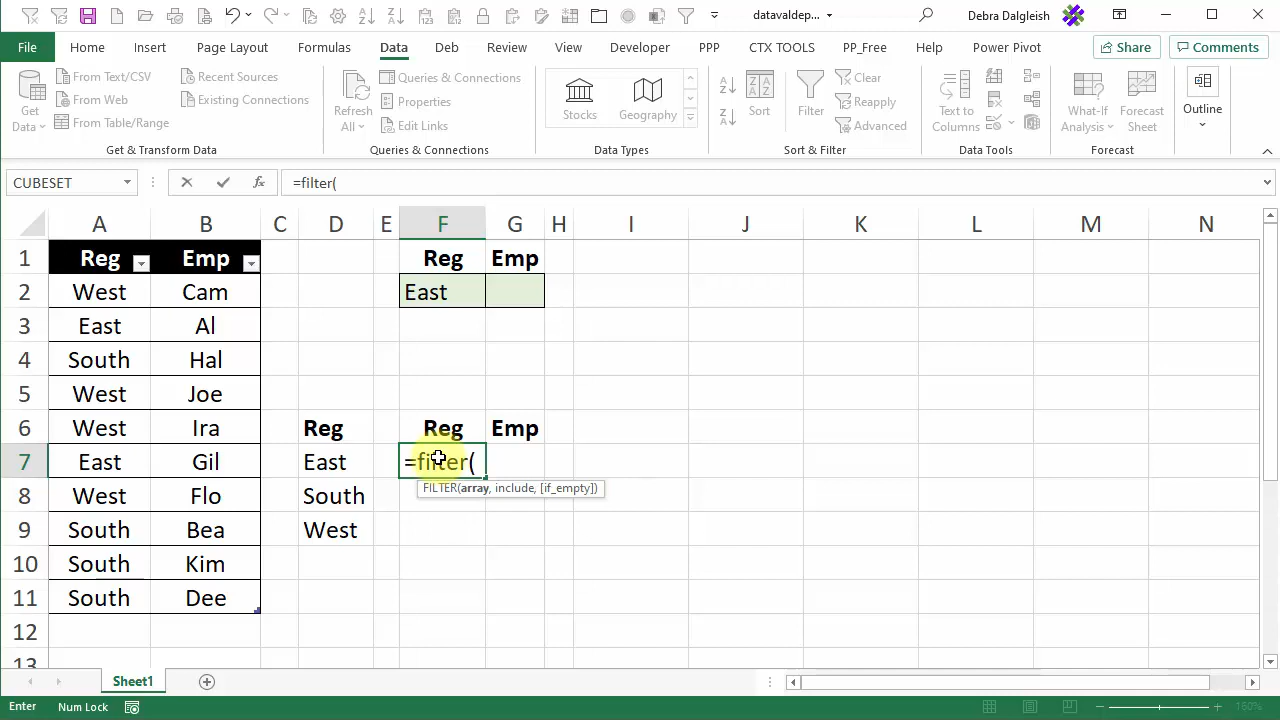 datavaldep...
Debra Dalgleish
File Home Insert Page Layout Formulas Data Deb Review View Developer PPP CTX TOOLS PP_Free Help Power Pivot Share Comments
Get Data
From Text/CSV
From Web
From Table/Range
Recent Sources
Existing Connections
Get & Transform Data
Refresh All
Queries & Connections
Properties
Edit Links
Queries & Connections
Stocks
Geography
Data Types
Sort
Filter
Clear
Reapply
Advanced
Sort & Filter
Text to Columns
Data Tools
What-If Analysis
Forecast Sheet
Forecast
Outline
CUBESET
fx
=filter(
A B C D E F G H I J K L M N
1 Reg Emp Reg Emp
2 West Cam East
3 East Al
4 South Hal
5 West Joe
6 West Ira Reg Reg Emp
7 East Gil East =filter(
FILTER(array, include, [if_empty])
8 West Flo South
9 South Bea West
10 South Kim
11 South Dee
12
13
Sheet1
Enter
Num Lock
180%